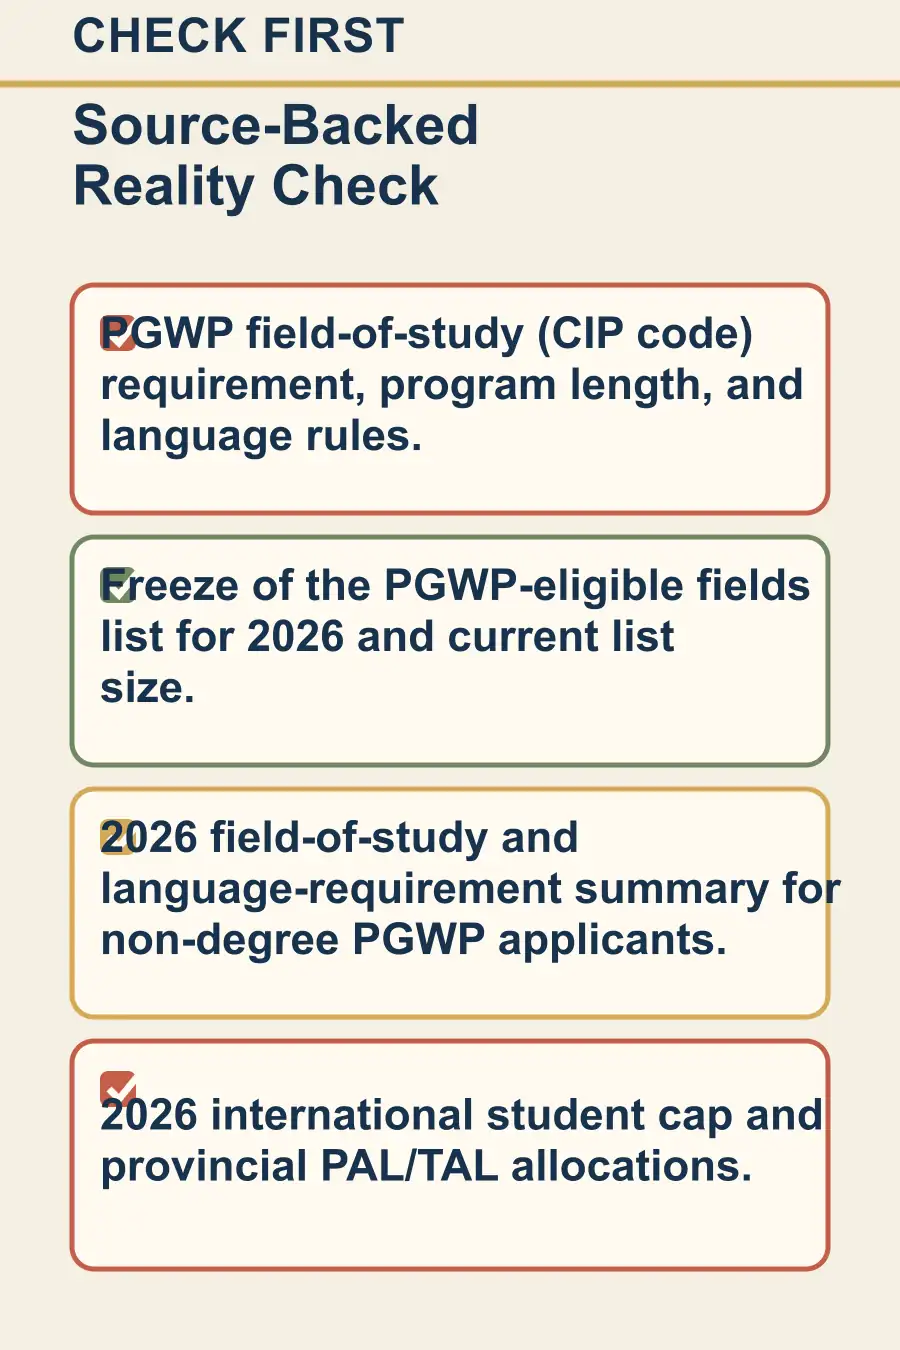 CHECK FIRST
Source-Backed
Reality Check
PGWP field-of-study (CIP code)
requirement, program length, and
language rules.
Freeze of the PGWP-eligible fields
list for 2026 and current list
size.
2026 field-of-study and
language-requirement summary for
non-degree PGWP applicants.
2026 international student cap and
provincial PAL/TAL allocations.